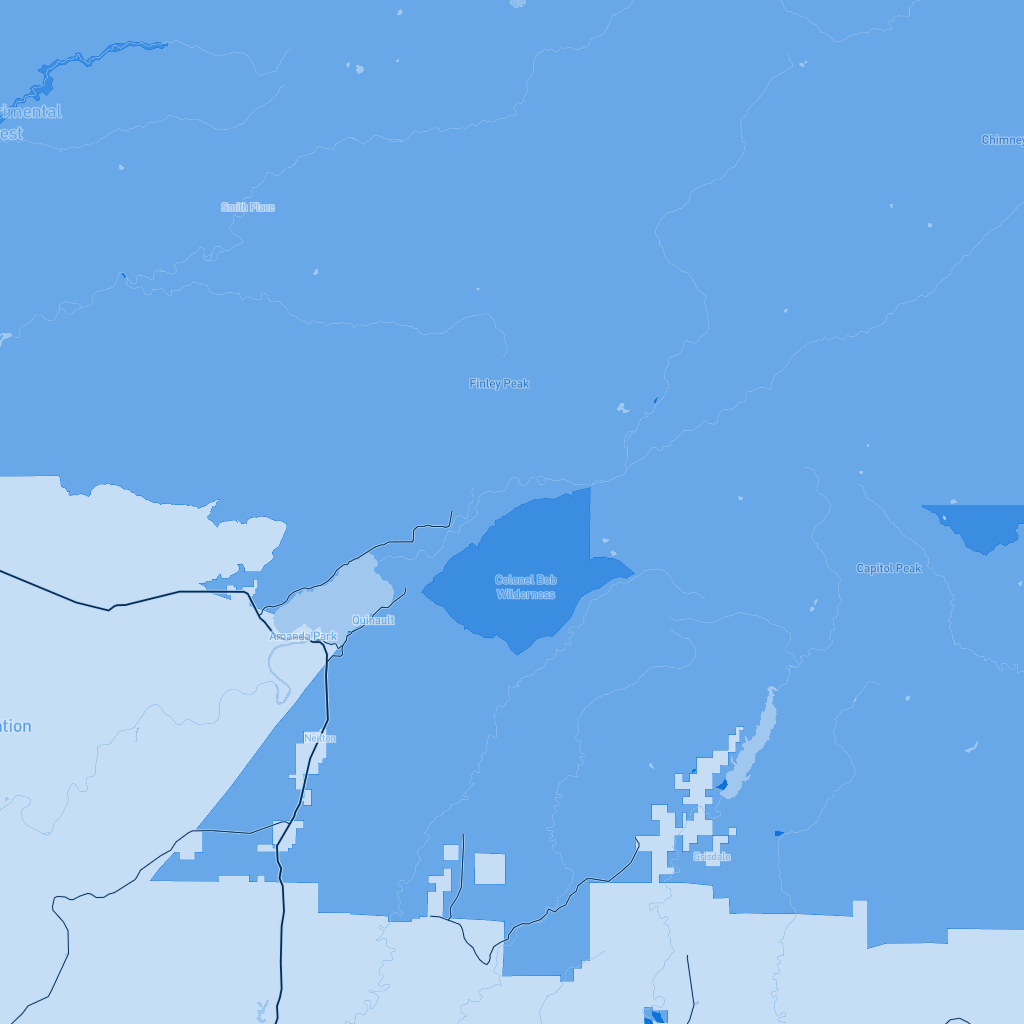 rimental
est
Chimney
Smith Place
Finley Peak
Capitol Peak
Colonel Bob
Wilderness
Quinault
Amanda Park
ation
Neilton
Grisdale